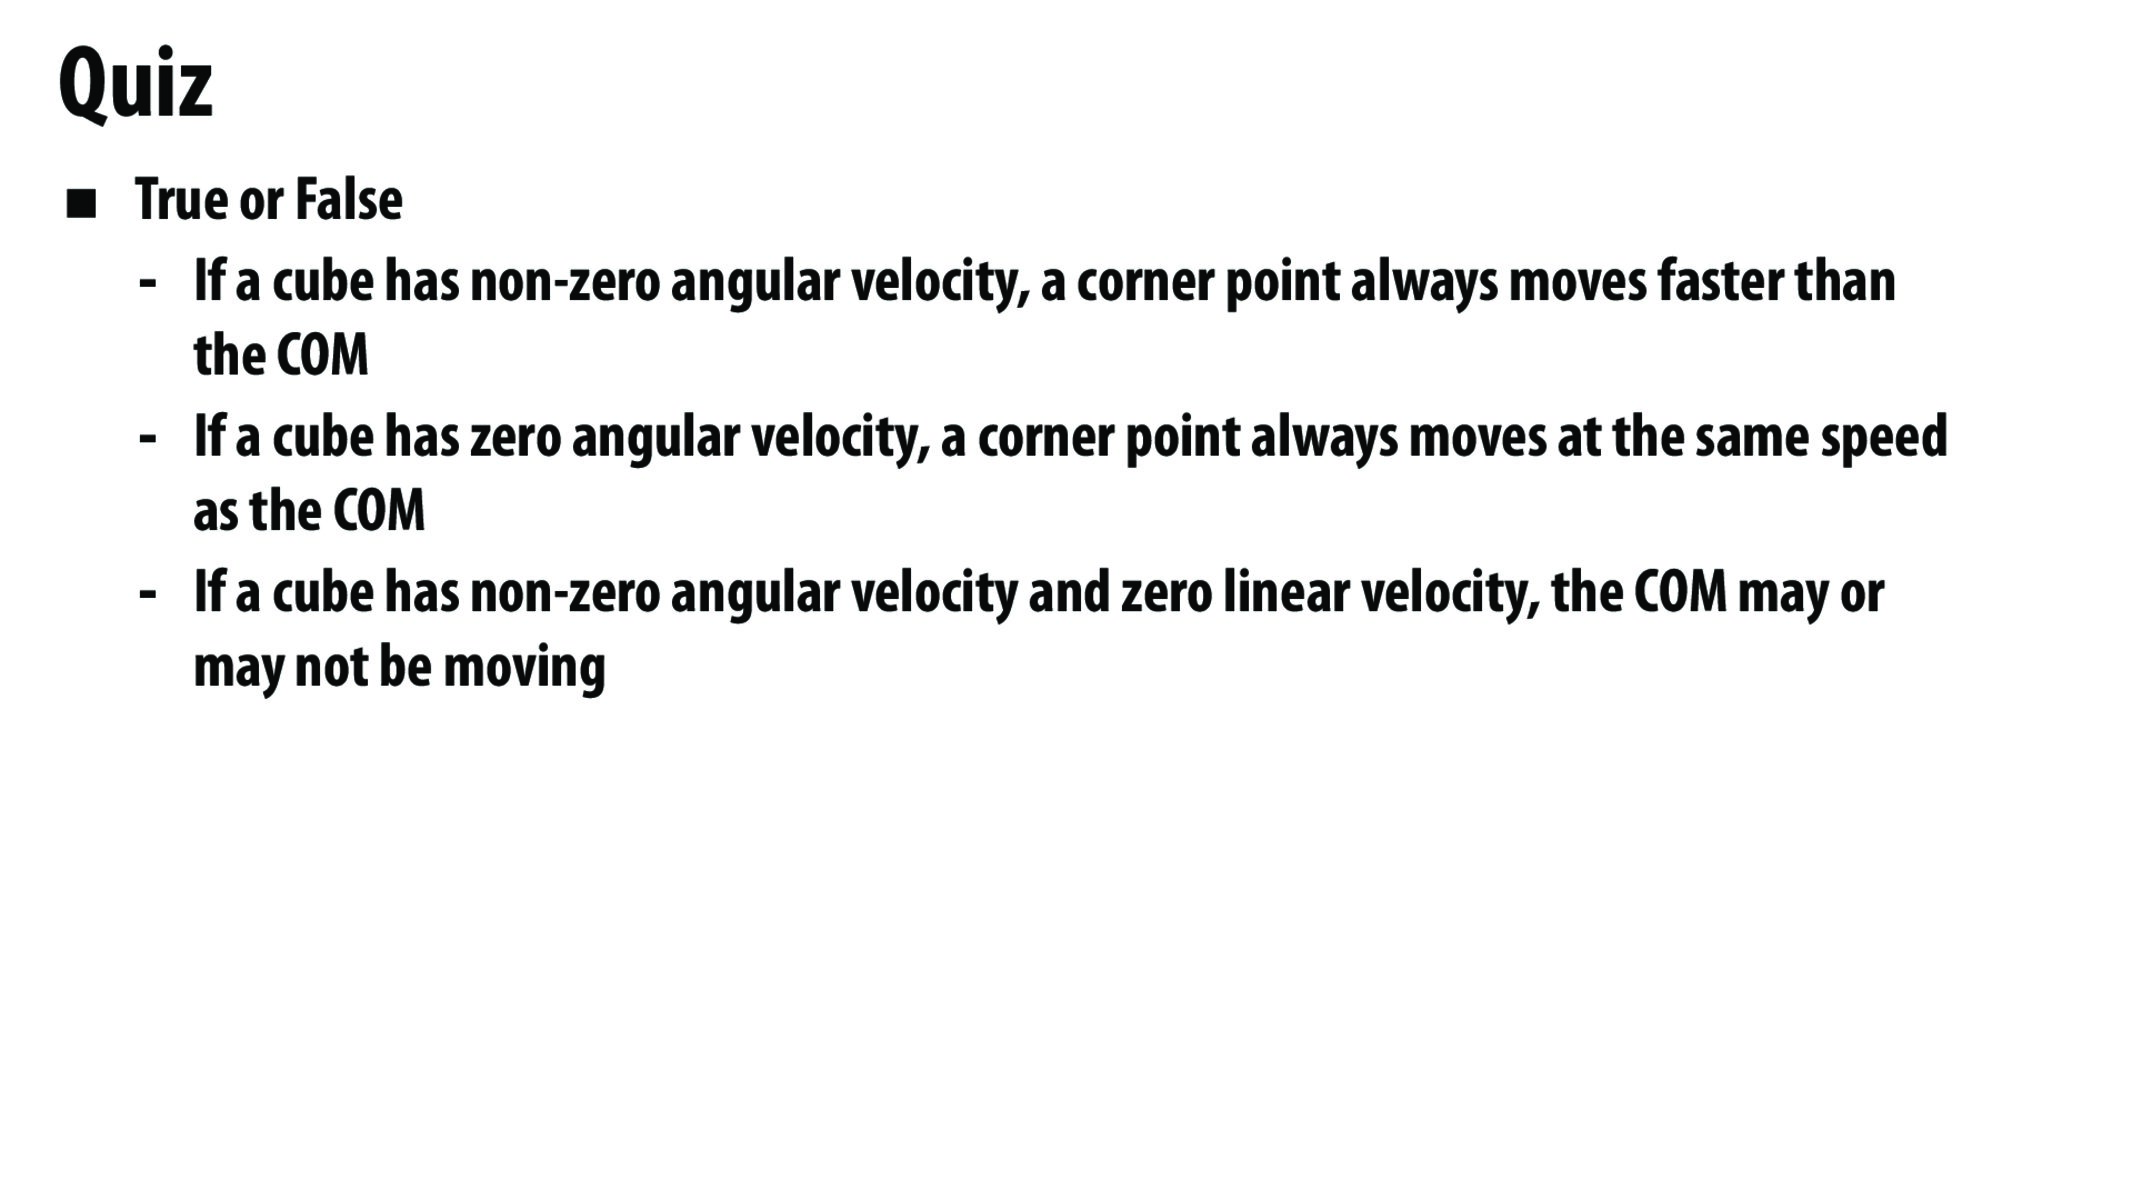 Quiz
■ True or False
- If a cube has non-zero angular velocity, a corner point always moves faster than
the COM
- If a cube has zero angular velocity, a corner point always moves at the same speed
as the COM
- If a cube has non-zero angular velocity and zero linear velocity, the COM may or
may not be moving